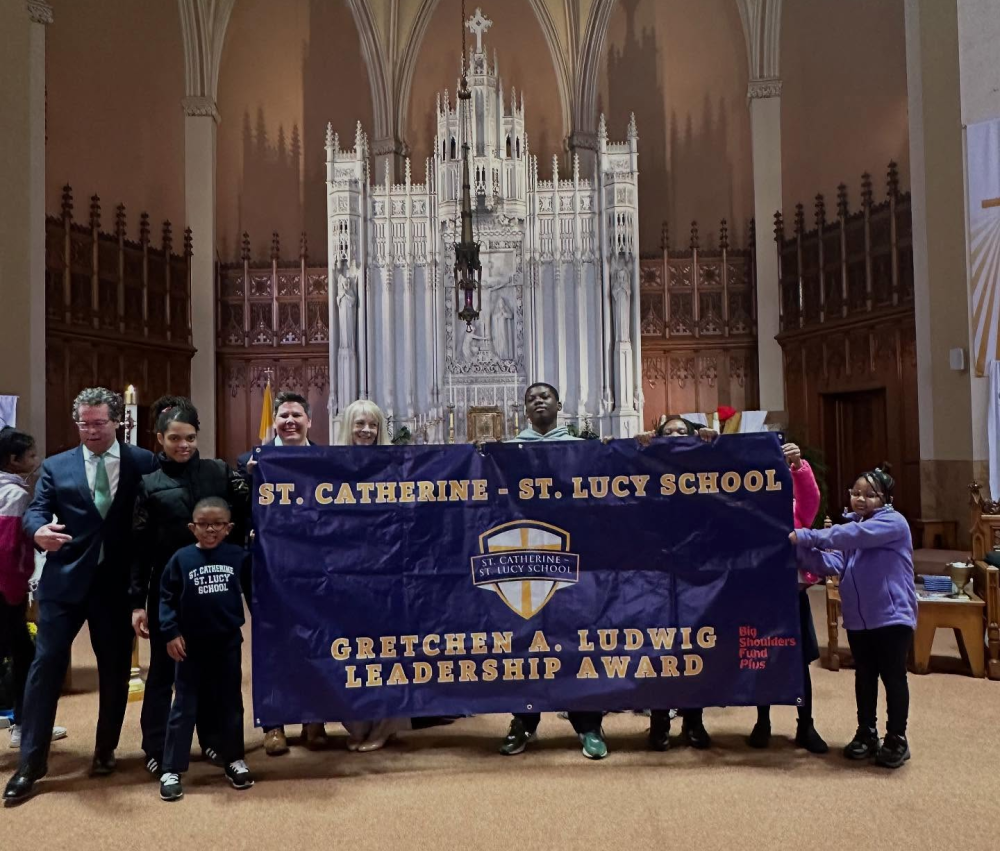 ST. CATHERINE - ST. LUCY SCHOOL
ST. CATHERINE ~
ST. LUCY SCHOOL
GRETCHEN A. LUDWIG
LEADERSHIP AWARD
Big
Shoulders
Fund
Plus
ST. CATHERINE
ST. LUCY
SCHOOL